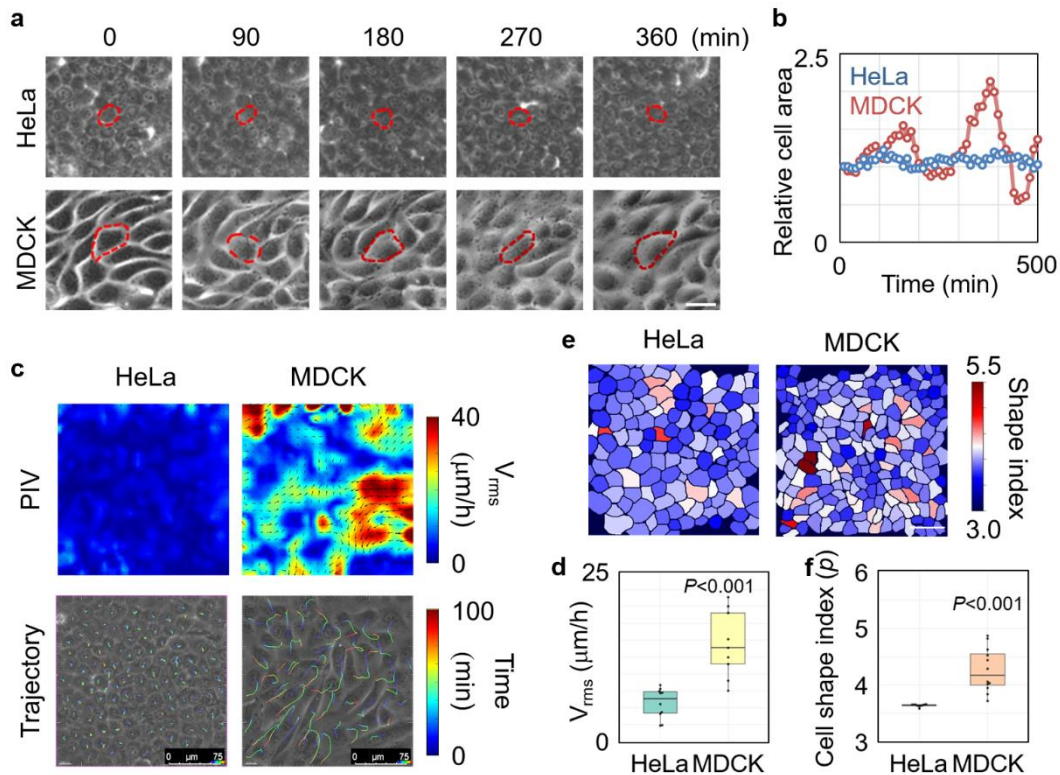 a
0 90 180 270 360 (min)
HeLa
MDCK
b
2.5
HeLa
MDCK
Relative cell area
0
0 500
Time (min)
c
HeLa MDCK
PIV
40
(µm/h)
V_rms
0
Trajectory
0 µm 75
0 µm 75
100
(min)
Time
0
e
HeLa MDCK
5.5
Shape index
3.0
d
25
P<0.001
V_rms (µm/h)
0
HeLa MDCK
f
6
P<0.001
5
4
3
Cell shape index (p)
HeLa MDCK